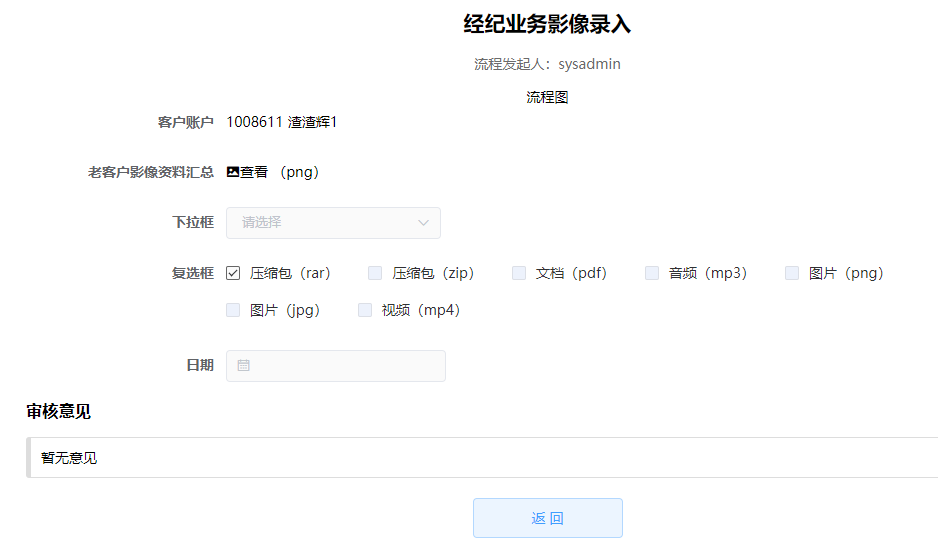 经纪业务影像录入
流程发起人：sysadmin
流程图
客户账户 1008611 渣渣辉1
老客户影像资料汇总 查看 （png）
下拉框 请选择
复选框 压缩包（rar） 压缩包（zip） 文档（pdf） 音频（mp3） 图片（png）
图片（jpg） 视频（mp4）
日期
审核意见
暂无意见
返 回